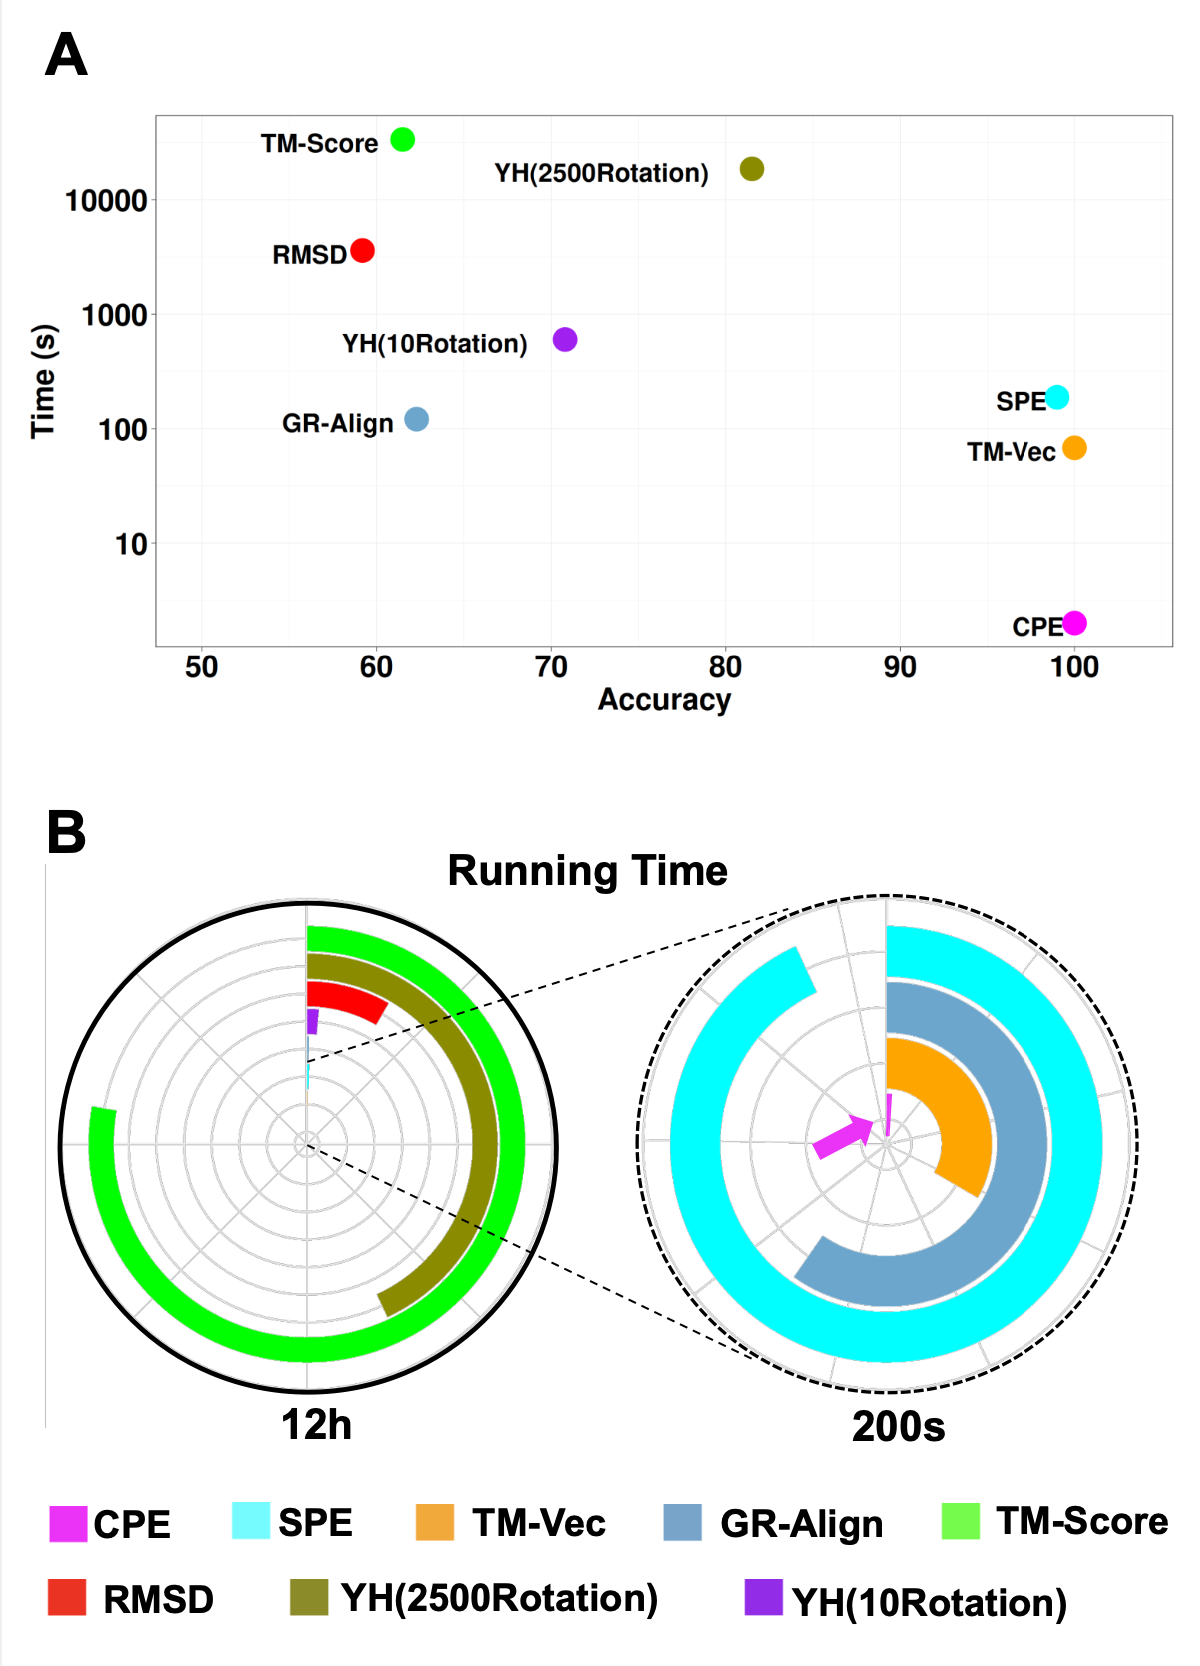 A
TM-Score
YH(2500Rotation)
10000
RMSD
1000
YH(10Rotation)
SPE
GR-Align
100
TM-Vec
10
CPE
Time (s)
50 60 70 80 90 100
Accuracy
B
Running Time
12h 200s
CPE SPE TM-Vec GR-Align TM-Score
RMSD YH(2500Rotation) YH(10Rotation)